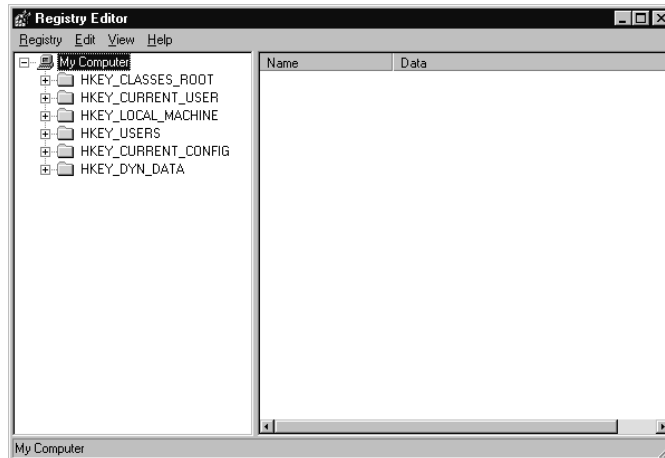 Registry Editor
Registry Edit View Help
My Computer
HKEY_CLASSES_ROOT
HKEY_CURRENT_USER
HKEY_LOCAL_MACHINE
HKEY_USERS
HKEY_CURRENT_CONFIG
HKEY_DYN_DATA
Name Data
My Computer